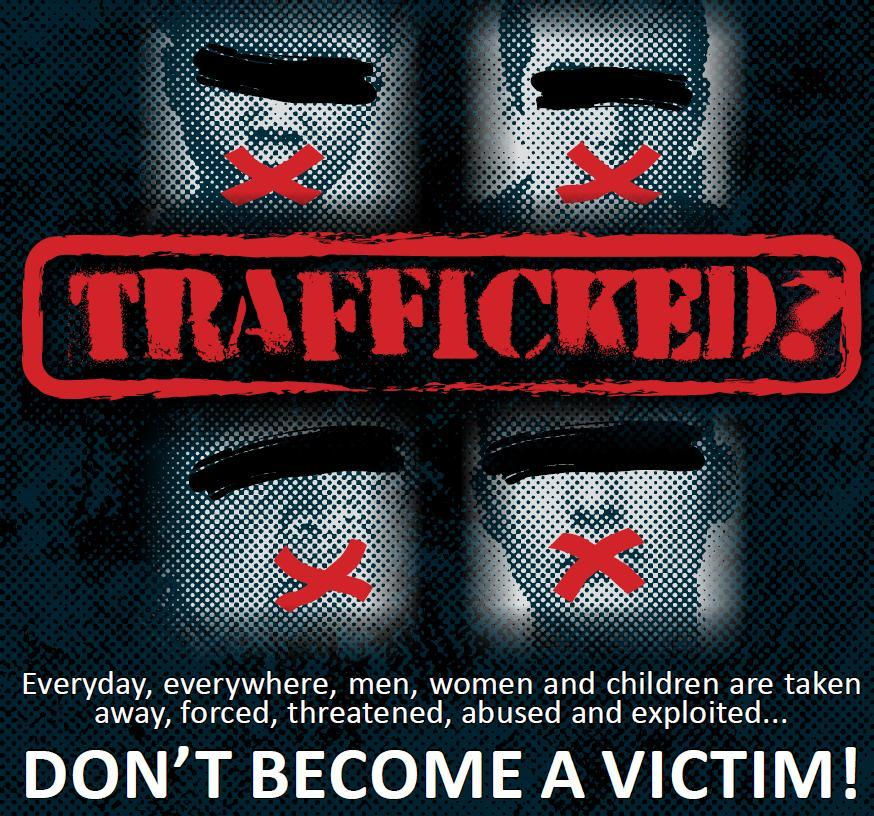 TRAFFICKED?
Everyday, everywhere, men, women and children are taken
away, forced, threatened, abused and exploited...
DON’T BECOME A VICTIM!